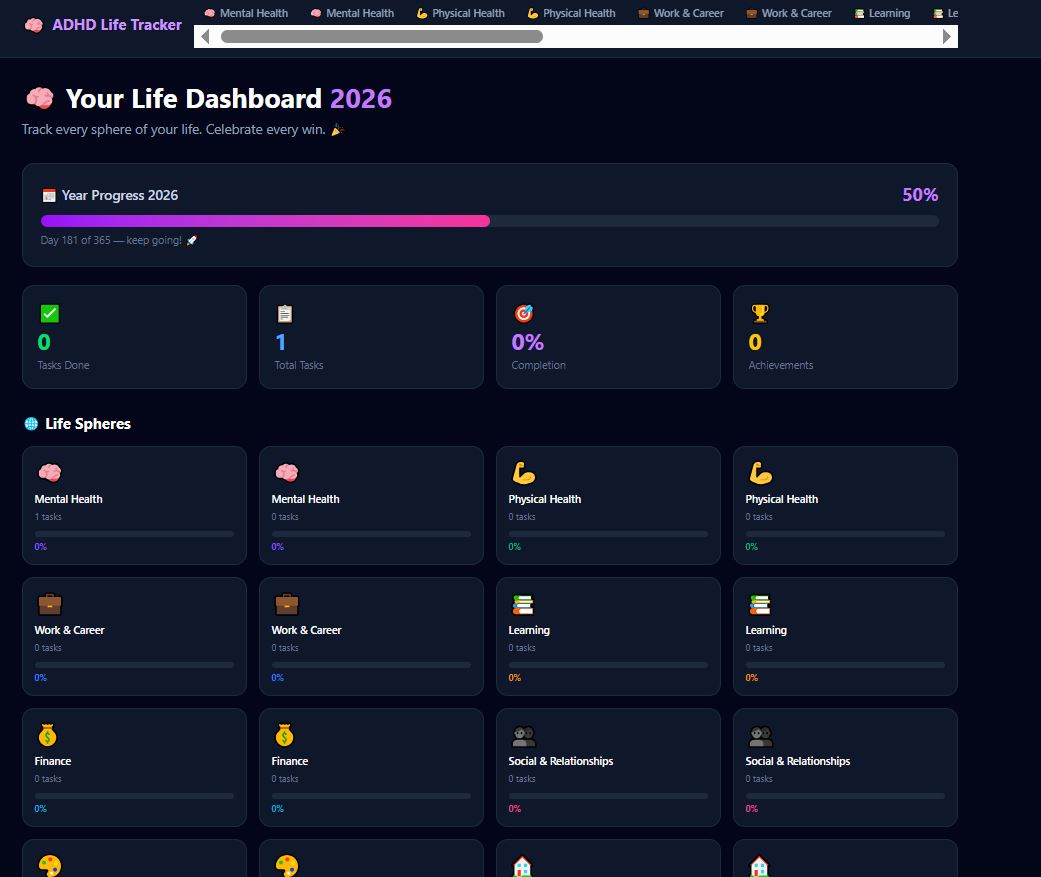 ADHD Life Tracker
Mental Health Mental Health Physical Health Physical Health Work & Career Work & Career Learning Le
Your Life Dashboard 2026
Track every sphere of your life. Celebrate every win.
Year Progress 2026 50%
Day 181 of 365 — keep going!
0 1 0% 0
Tasks Done Total Tasks Completion Achievements
Life Spheres
Mental Health Mental Health Physical Health Physical Health
1 tasks 0 tasks 0 tasks 0 tasks
0% 0% 0% 0%
Work & Career Work & Career Learning Learning
0 tasks 0 tasks 0 tasks 0 tasks
0% 0% 0% 0%
Finance Finance Social & Relationships Social & Relationships
0 tasks 0 tasks 0 tasks 0 tasks
0% 0% 0% 0%